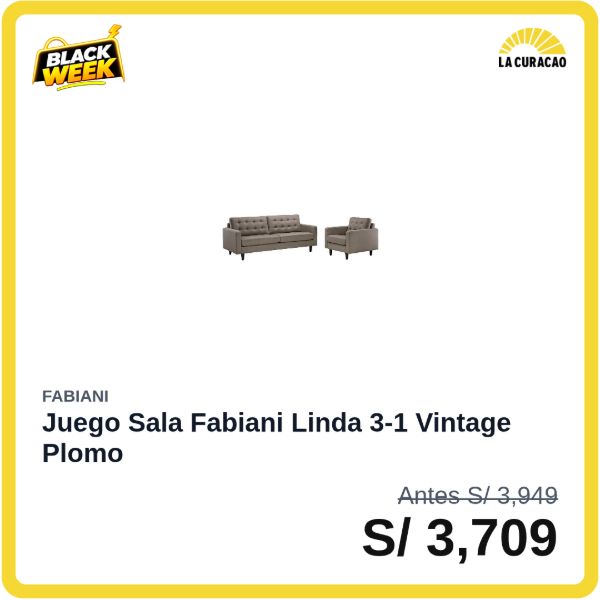 BLACK
WEEK
LA CURACAO
FABIANI
Juego Sala Fabiani Linda 3-1 Vintage
Plomo
Antes S/ 3,949
S/ 3,709